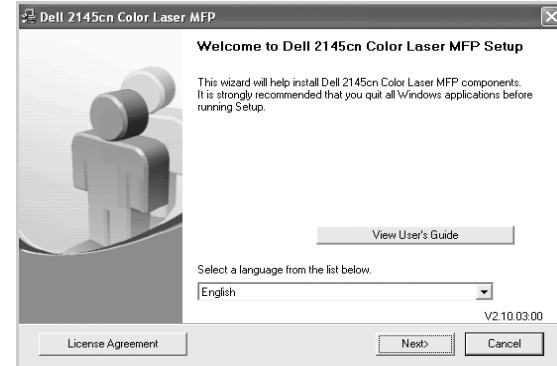 Dell 2145cn Color Laser MFP
Welcome to Dell 2145cn Color Laser MFP Setup
This wizard will help install Dell 2145cn Color Laser MFP components.
It is strongly recommended that you quit all Windows applications before
running Setup.
View User's Guide
Select a language from the list below.
English
V2.10.03:00
License Agreement
Next>
Cancel